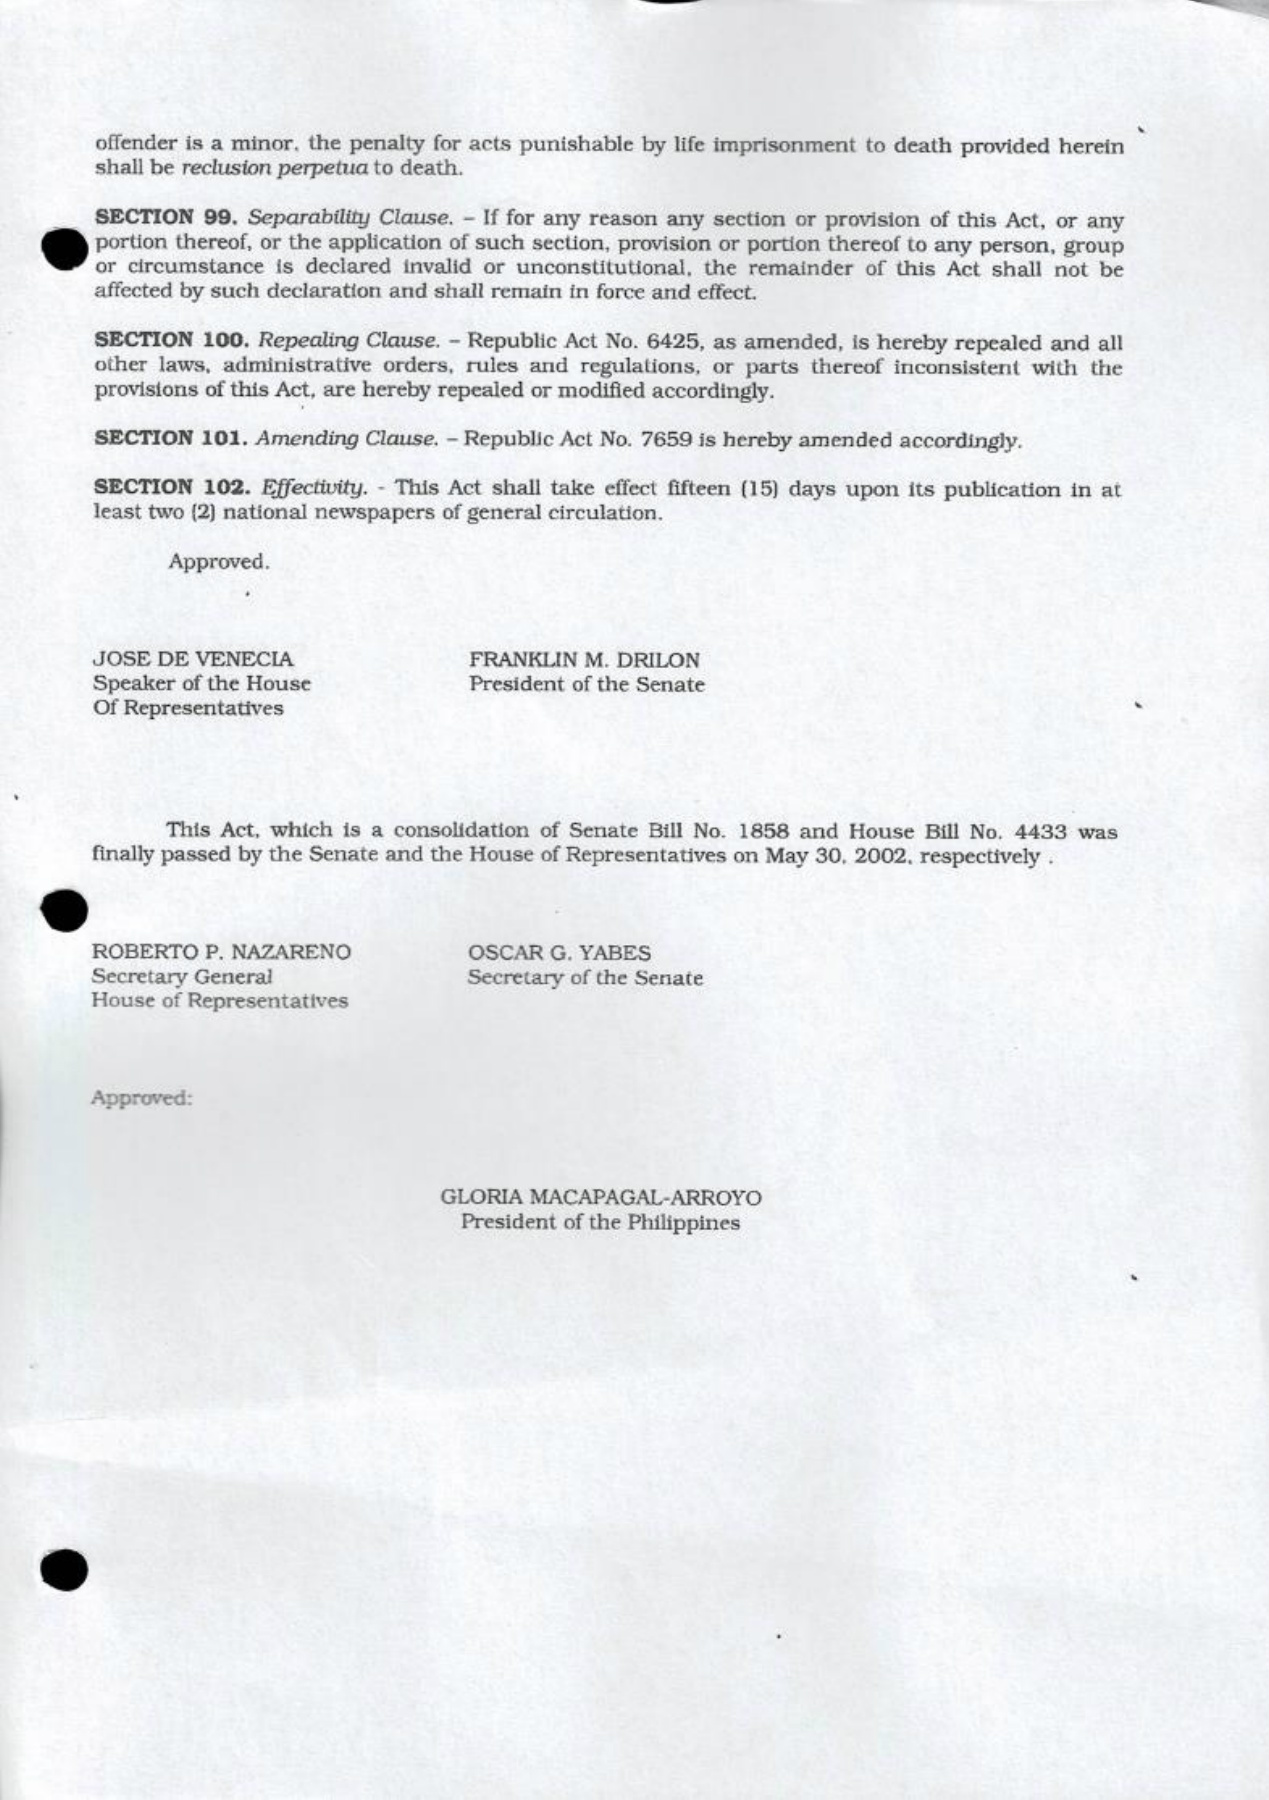 offender is a minor, the penalty for acts punishable by life imprisonment to death provided herein
shall be reclusion perpetua to death.
SECTION 99. Separability Clause. – If for any reason any section or provision of this Act, or any
portion thereof, or the application of such section, provision or portion thereof to any person, group
or circumstance is declared invalid or unconstitutional, the remainder of this Act shall not be
affected by such declaration and shall remain in force and effect.
SECTION 100. Repealing Clause. – Republic Act No. 6425, as amended, is hereby repealed and all
other laws, administrative orders, rules and regulations, or parts thereof inconsistent with the
provisions of this Act, are hereby repealed or modified accordingly.
SECTION 101. Amending Clause. – Republic Act No. 7659 is hereby amended accordingly.
SECTION 102. Effectivity. - This Act shall take effect fifteen (15) days upon its publication in at
least two (2) national newspapers of general circulation.
Approved.
JOSE DE VENECIA FRANKLIN M. DRILON
Speaker of the House President of the Senate
Of Representatives
This Act, which is a consolidation of Senate Bill No. 1858 and House Bill No. 4433 was
finally passed by the Senate and the House of Representatives on May 30, 2002, respectively .
ROBERTO P. NAZARENO OSCAR G. YABES
Secretary General Secretary of the Senate
House of Representatives
Approved:
GLORIA MACAPAGAL-ARROYO
President of the Philippines